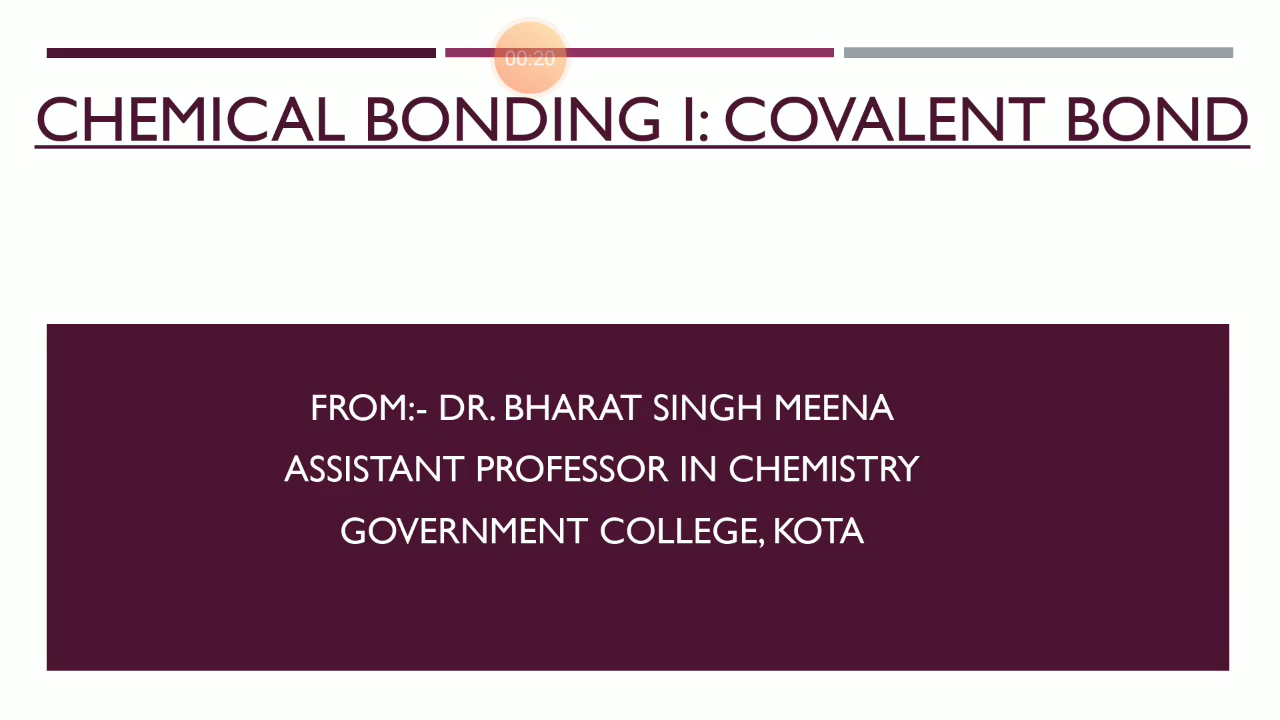 00:20
CHEMICAL BONDING I: COVALENT BOND
FROM:- DR. BHARAT SINGH MEENA
ASSISTANT PROFESSOR IN CHEMISTRY
GOVERNMENT COLLEGE, KOTA